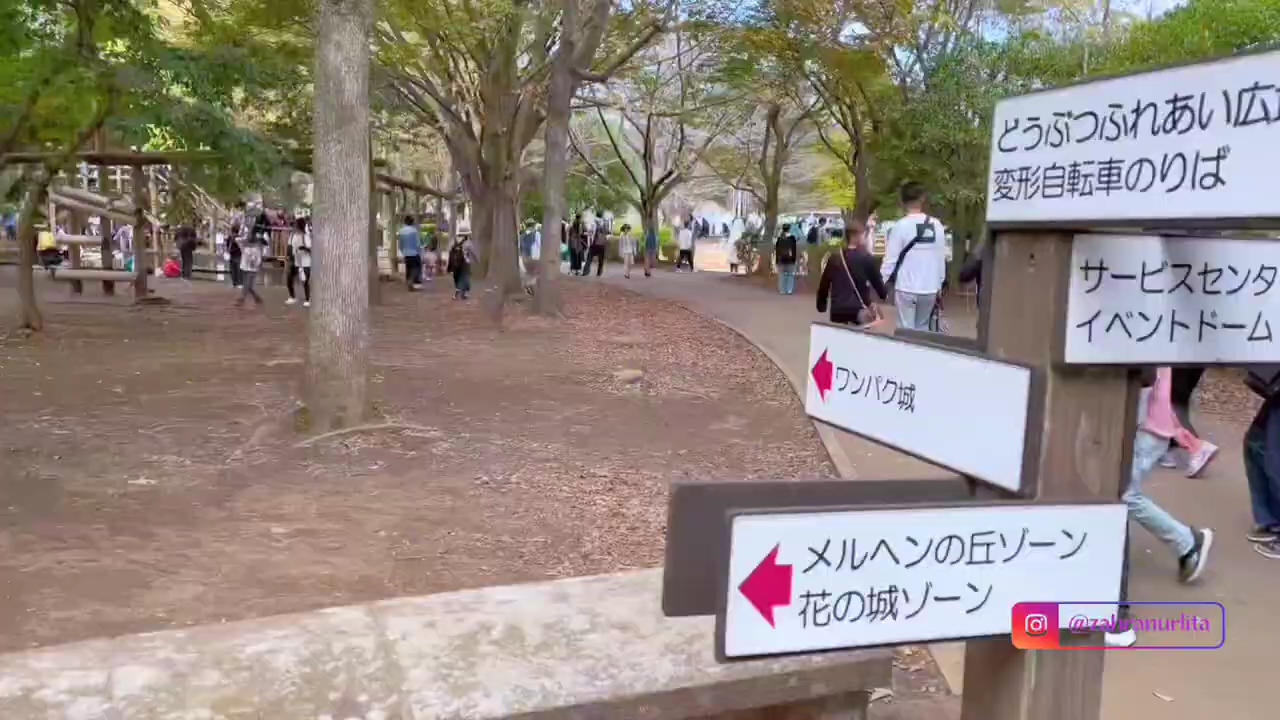 どうぶつふれあい広
変形自転車のりば
サービスセンタ
イベントドーム
ワンパク城
メルヘンの丘ゾーン
花の城ゾーン
@zahranurlita